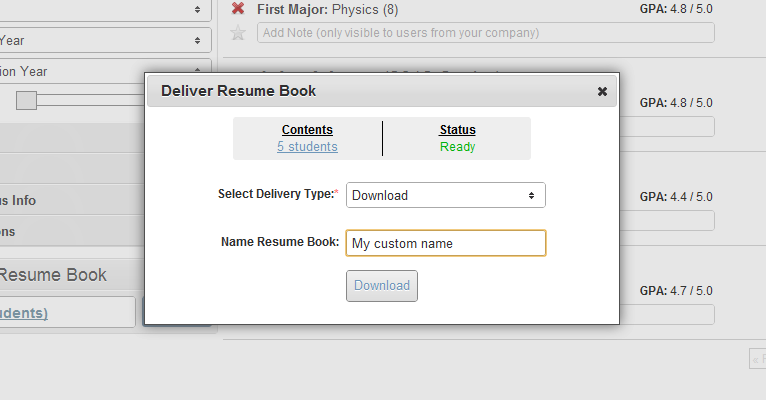 First Major: Physics (8)
GPA: 4.8 / 5.0
Add Note (only visible to users from your company)
Year
ion Year
Deliver Resume Book
GPA: 4.8 / 5.0
Contents
Status
5 students
Ready
Select Delivery Type:*
Download
GPA: 4.4 / 5.0
s Info
ns
Name Resume Book:
My custom name
Resume Book
Download
GPA: 4.7 / 5.0
udents)